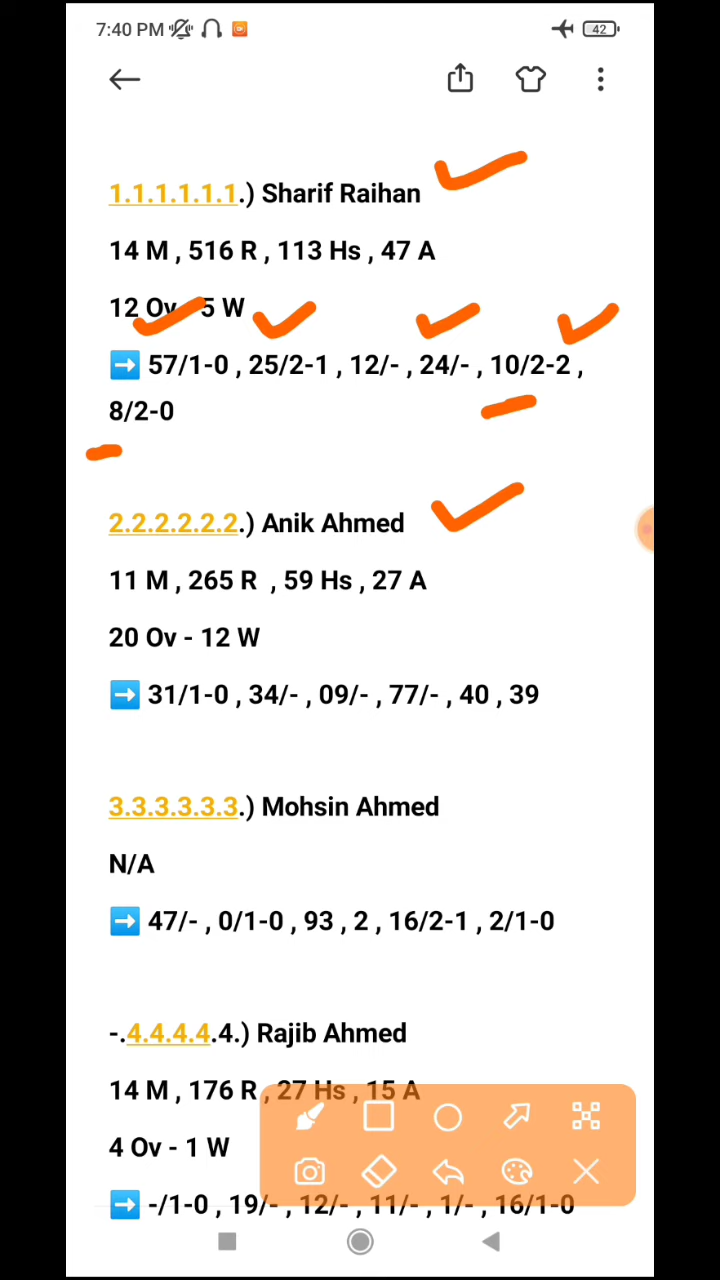 7:40 PM 42
1.1.1.1.1.1.) Sharif Raihan
14 M , 516 R , 113 Hs , 47 A
12 Ov - 5 W
57/1-0 , 25/2-1 , 12/- , 24/- , 10/2-2 ,
8/2-0
2.2.2.2.2.2.) Anik Ahmed
11 M , 265 R , 59 Hs , 27 A
20 Ov - 12 W
31/1-0 , 34/- , 09/- , 77/- , 40 , 39
3.3.3.3.3.3.) Mohsin Ahmed
N/A
47/- , 0/1-0 , 93 , 2 , 16/2-1 , 2/1-0
-.4.4.4.4.4.) Rajib Ahmed
14 M , 176 R , 27 Hs , 15 A
4 Ov - 1 W
-/1-0 , 19/- , 12/- , 11/- , 1/- , 16/1-0